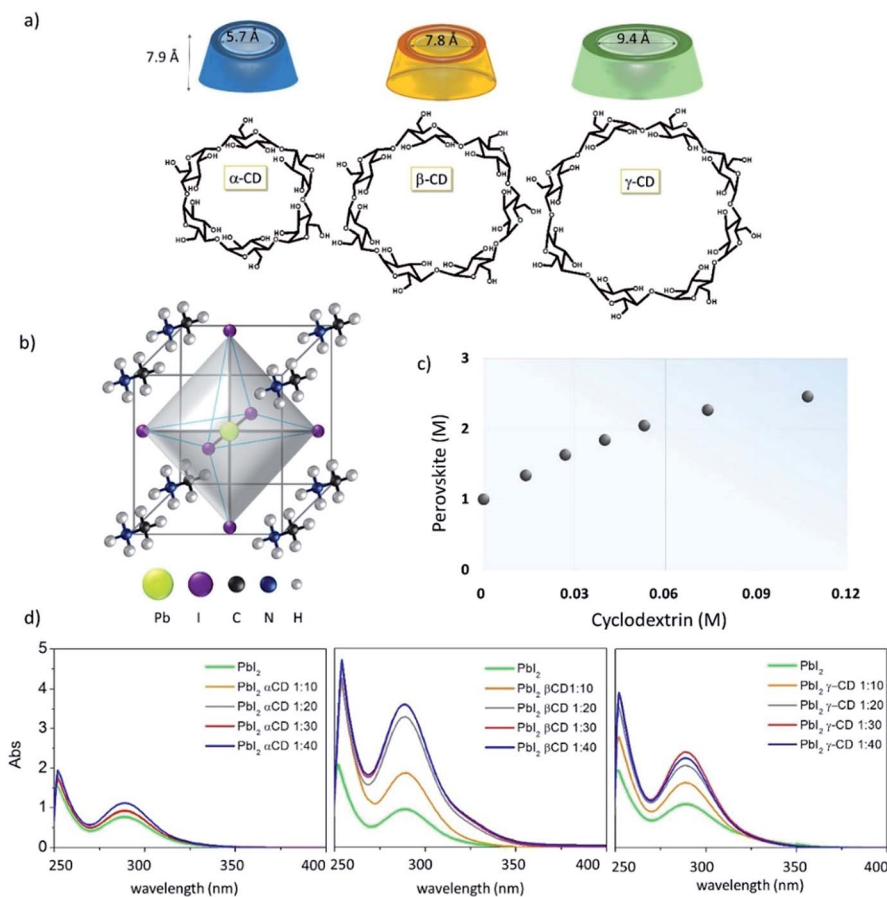 a)
5.7 Å
7.8 Å
9.4 Å
7.9 Å
α-CD
β-CD
γ-CD
b)
Pb I C N H
c)
Perovskite (M)
3
2
1
0
0 0.03 0.06 0.09 0.12
Cyclodextrin (M)
d)
Abs
5
4
3
2
1
0
PbI2
PbI2 αCD 1:10
PbI2 αCD 1:20
PbI2 αCD 1:30
PbI2 αCD 1:40
250 300 350 400
wavelength (nm)
PbI2
PbI2 βCD1:10
PbI2 βCD 1:20
PbI2 βCD 1:30
PbI2 βCD 1:40
250 300 350 400
wavelength (nm)
PbI2
PbI2 γ-CD 1:10
PbI2 γ-CD 1:20
PbI2 γ-CD 1:30
PbI2 γ-CD 1:40
250 300 350 400
wavelength (nm)